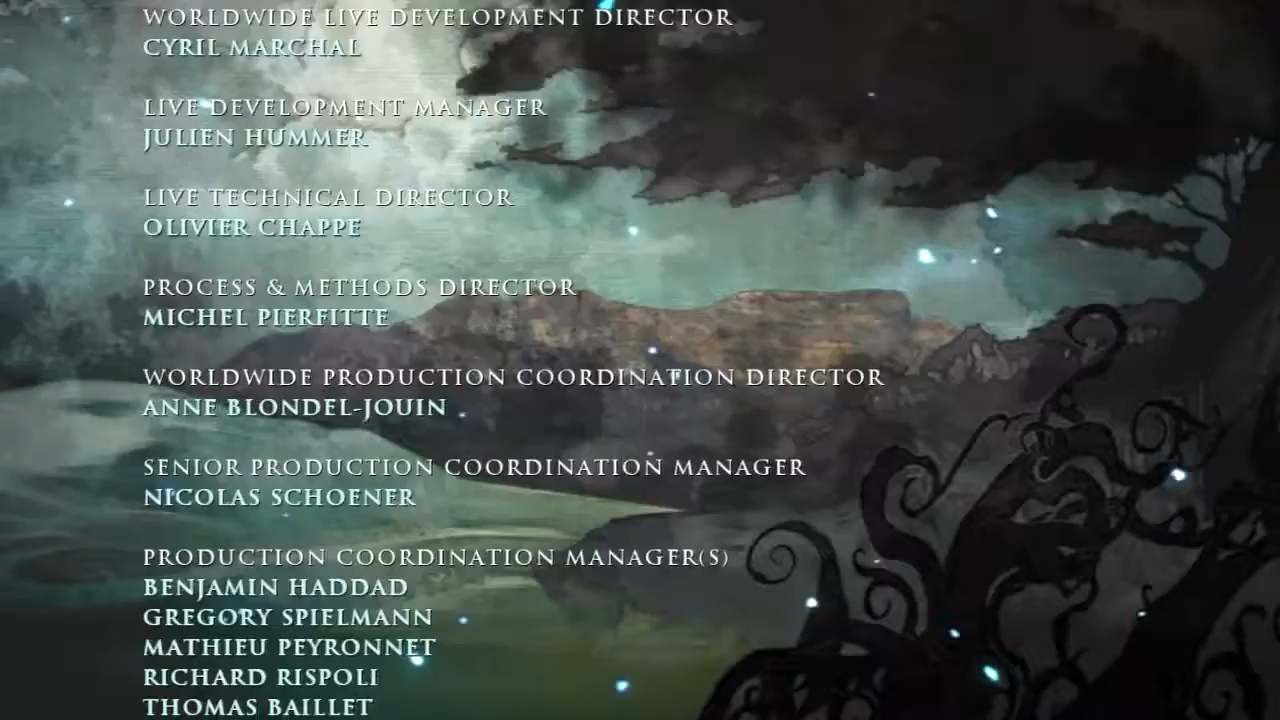 WORLDWIDE LIVE DEVELOPMENT DIRECTOR
CYRIL MARCHAL
LIVE DEVELOPMENT MANAGER
JULIEN HUMMER
LIVE TECHNICAL DIRECTOR
OLIVIER CHAPPE
PROCESS & METHODS DIRECTOR
MICHEL PIERFITTE
WORLDWIDE PRODUCTION COORDINATION DIRECTOR
ANNE BLONDEL-JOUIN
SENIOR PRODUCTION COORDINATION MANAGER
NICOLAS SCHOENER
PRODUCTION COORDINATION MANAGER(S)
BENJAMIN HADDAD
GREGORY SPIELMANN
MATHIEU PEYRONNET
RICHARD RISPOLI
THOMAS BAILLET